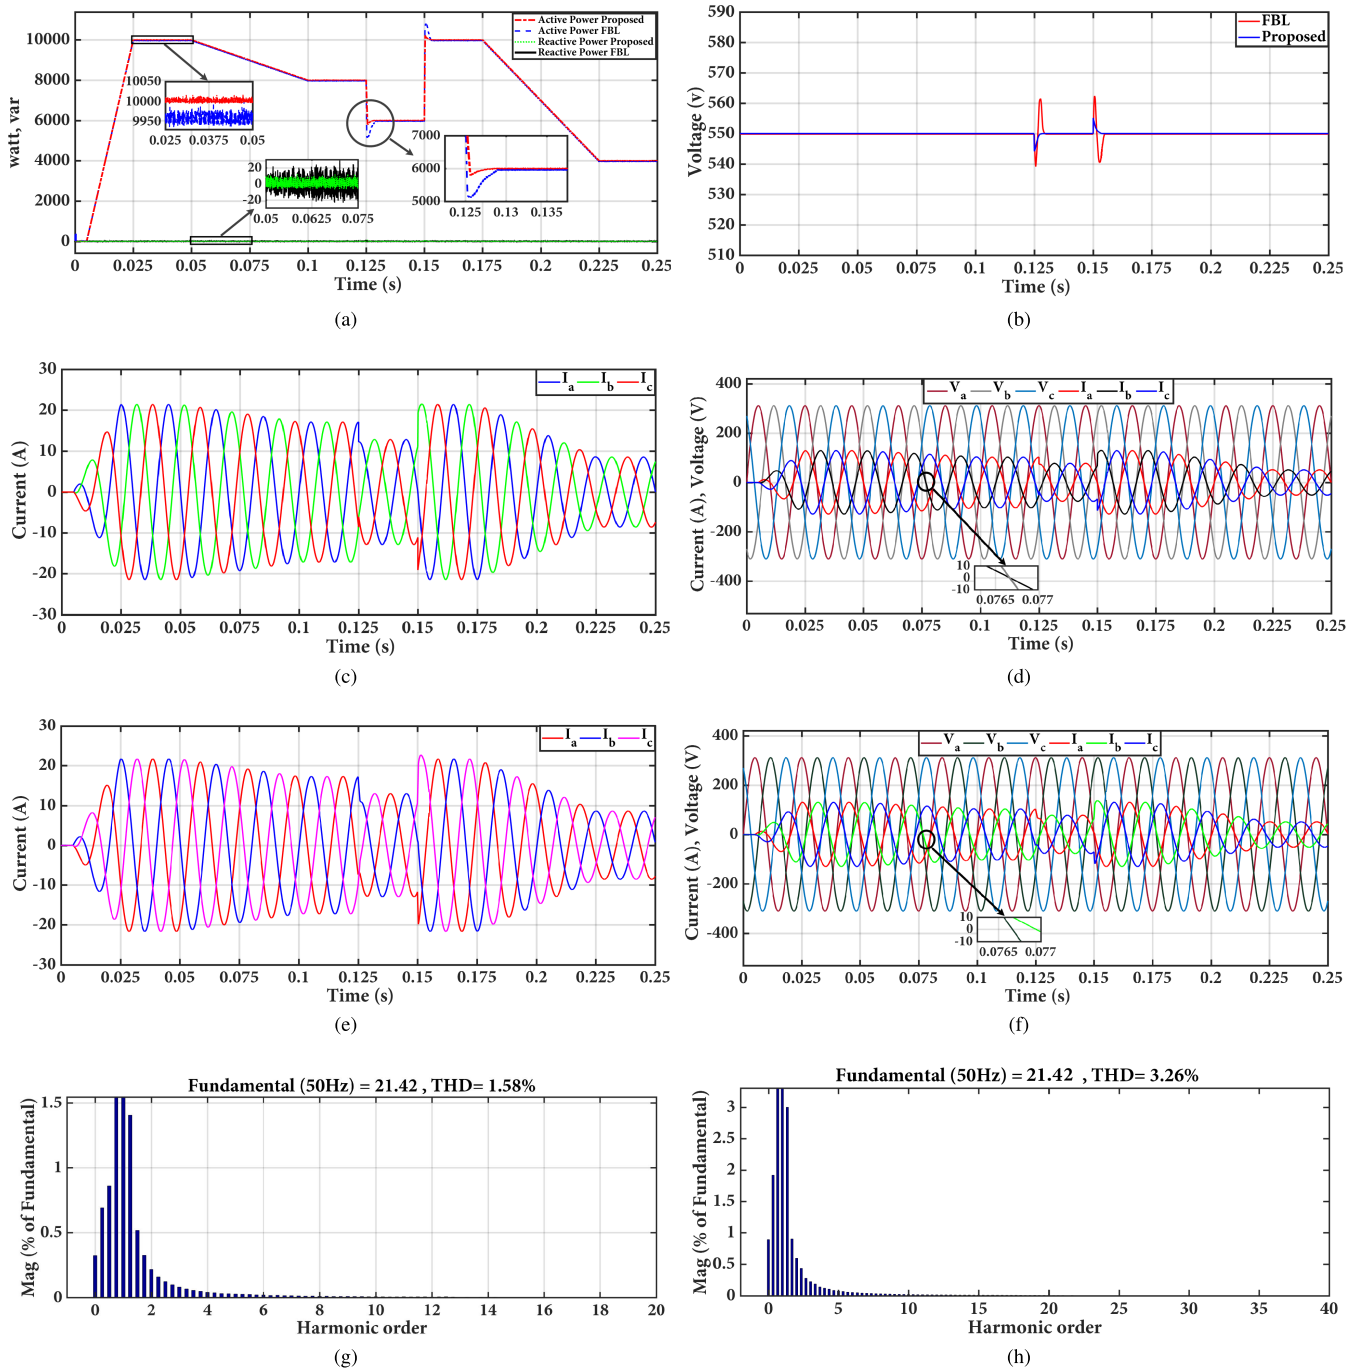 Active Power Proposed
Active Power FBL
Reactive Power Proposed
Reactive Power FBL
10000
8000
6000
4000
2000
0
watt, var
10050
10000
9950
0.025 0.0375 0.05
20
0
-20
0.05 0.0625 0.075
7000
6000
5000
0.125 0.13 0.135
0 0.025 0.05 0.075 0.1 0.125 0.15 0.175 0.2 0.225 0.25
Time (s)
(a)
FBL
Proposed
590
580
570
560
550
540
530
520
510
Voltage (v)
0 0.025 0.05 0.075 0.1 0.125 0.15 0.175 0.2 0.225 0.25
Time (s)
(b)
Ia Ib Ic
30
20
10
0
-10
-20
-30
Current (A)
0 0.025 0.05 0.075 0.1 0.125 0.15 0.175 0.2 0.225 0.25
Time (s)
(c)
Va Vb Vc Ia Ib Ic
400
200
0
-200
-400
Current (A), Voltage (V)
10
0
-10
0.0765 0.077
0 0.025 0.05 0.075 0.1 0.125 0.15 0.175 0.2 0.225 0.25
Time (s)
(d)
Ia Ib Ic
30
20
10
0
-10
-20
-30
Current (A)
0 0.025 0.05 0.075 0.1 0.125 0.15 0.175 0.2 0.225 0.25
Time (s)
(e)
Va Vb Vc Ia Ib Ic
400
200
0
-200
-400
Current (A), Voltage (V)
10
0
-10
0.0765 0.077
0 0.025 0.05 0.075 0.1 0.125 0.15 0.175 0.2 0.225 0.25
Time (s)
(f)
Fundamental (50Hz) = 21.42 , THD= 1.58%
1.5
1
0.5
0
Mag (% of Fundamental)
0 2 4 6 8 10 12 14 16 18 20
Harmonic order
(g)
Fundamental (50Hz) = 21.42 , THD= 3.26%
3
2.5
2
1.5
1
0.5
0
Mag (% of Fundamental)
0 5 10 15 20 25 30 35 40
Harmonic order
(h)